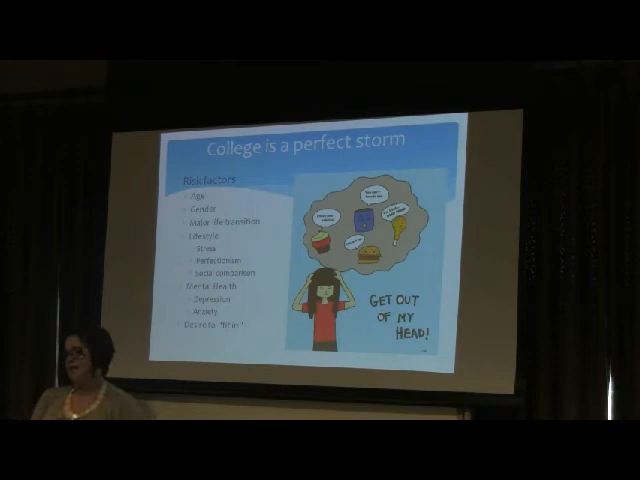 College is a perfect storm
Risk factors
Age
Gender
Major life transition
Lifestyle
Stress
Perfectionism
Social comparison
Mental Health
Depression
Anxiety
Desire to "fit in"
GET OUT
OF MY
HEAD!